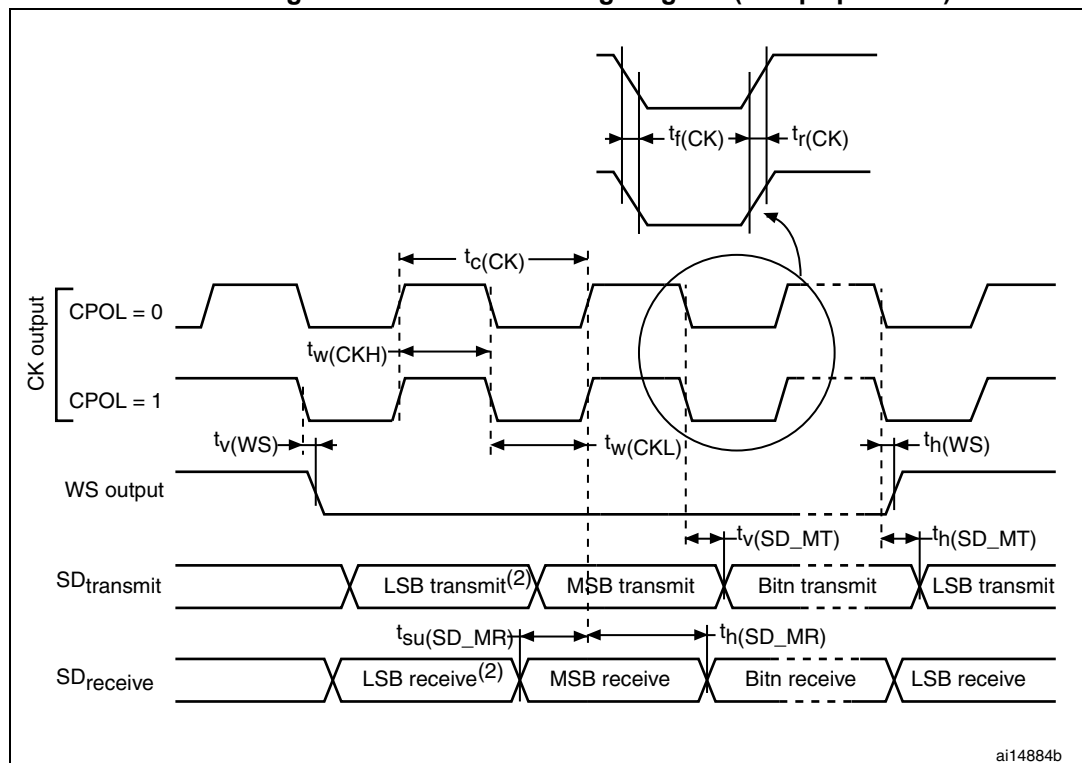 tf(CK)
tr(CK)
tc(CK)
CK output
CPOL = 0
tw(CKH)
CPOL = 1
tv(WS)
tw(CKL)
th(WS)
WS output
tv(SD_MT)
th(SD_MT)
SDtransmit
LSB transmit(2)
MSB transmit
Bitn transmit
LSB transmit
tsu(SD_MR)
th(SD_MR)
SDreceive
LSB receive(2)
MSB receive
Bitn receive
LSB receive
ai14884b